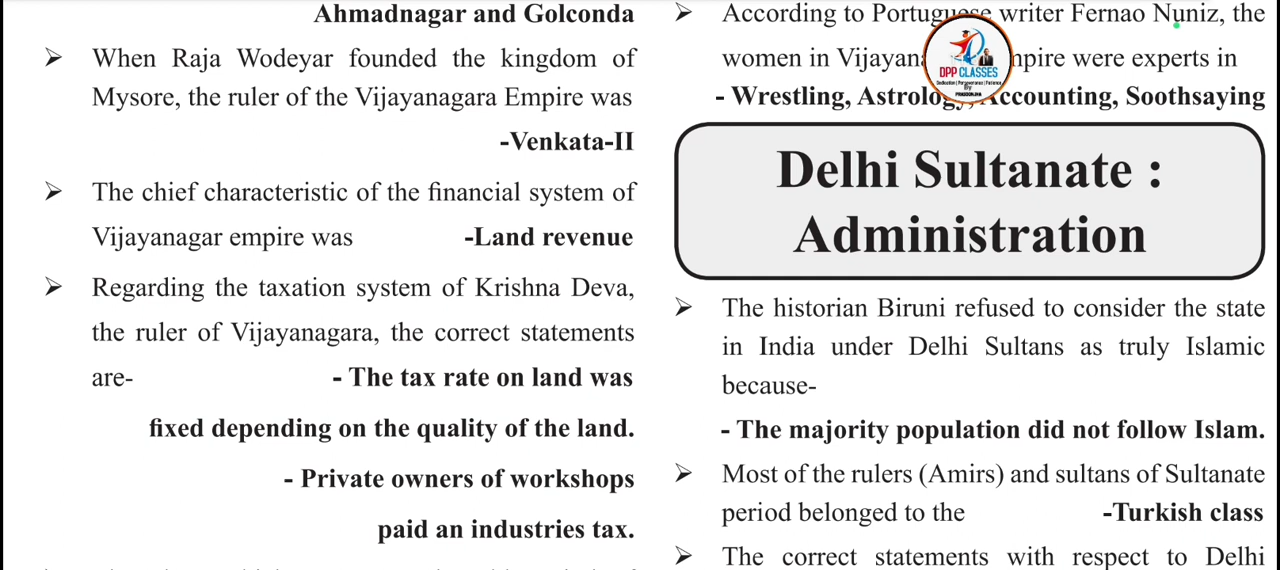 Ahmadnagar and Golconda
➢ When Raja Wodeyar founded the kingdom of
Mysore, the ruler of the Vijayanagara Empire was
-Venkata-II
➢ The chief characteristic of the financial system of
Vijayanagar empire was -Land revenue
➢ Regarding the taxation system of Krishna Deva,
the ruler of Vijayanagara, the correct statements
are- - The tax rate on land was
fixed depending on the quality of the land.
- Private owners of workshops
paid an industries tax.
➢ According to Portuguese writer Fernao Nuniz, the
women in Vijayan mpire were experts in
- Wrestling, Astrology, Accounting, Soothsaying
DPP CLASSES
By
Delhi Sultanate :
Administration
➢ The historian Biruni refused to consider the state
in India under Delhi Sultans as truly Islamic
because-
- The majority population did not follow Islam.
➢ Most of the rulers (Amirs) and sultans of Sultanate
period belonged to the -Turkish class
➢ The correct statements with respect to Delhi